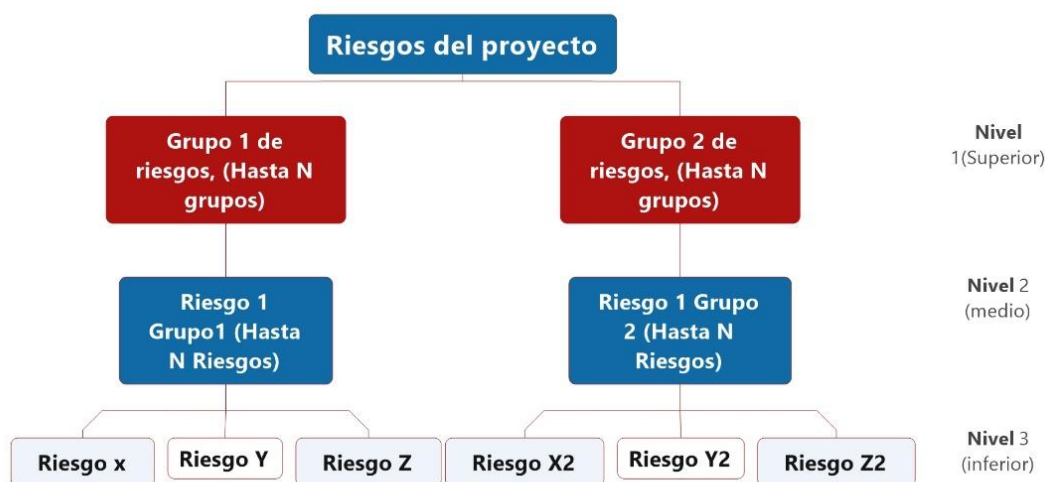 Riesgos del proyecto
Grupo 1 de
riesgos, (Hasta N
grupos)
Grupo 2 de
riesgos, (Hasta N
grupos)
Nivel
1(Superior)
Riesgo 1
Grupo1 (Hasta
N Riesgos)
Riesgo 1 Grupo
2 (Hasta N
Riesgos)
Nivel 2
(medio)
Riesgo x
Riesgo Y
Riesgo Z
Riesgo X2
Riesgo Y2
Riesgo Z2
Nivel 3
(inferior)